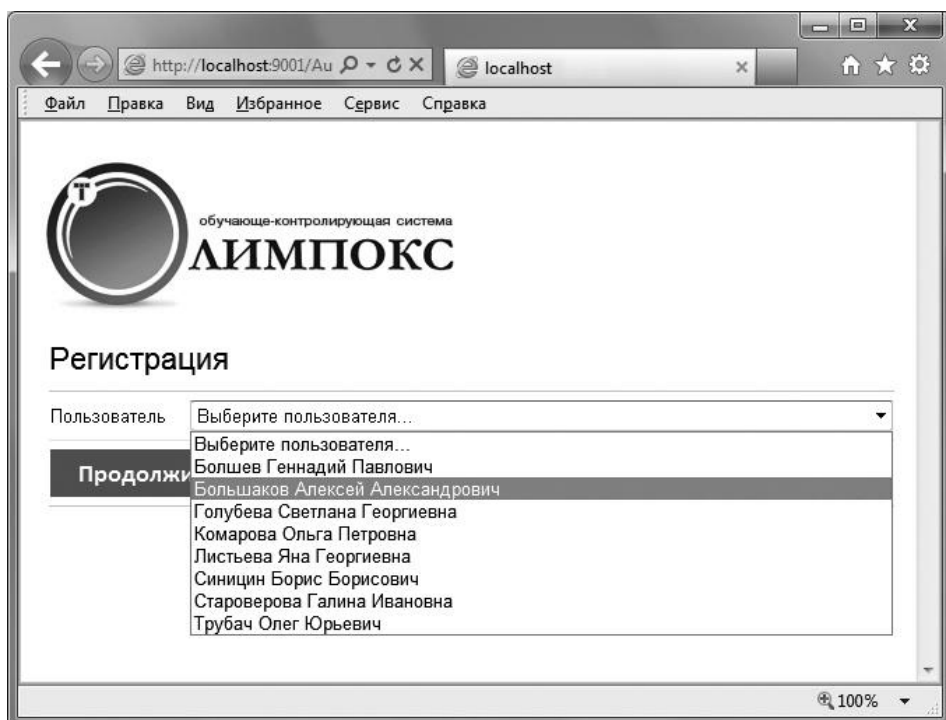 http://localhost:9001/Au
localhost
Файл Правка Вид Избранное Сервис Справка
Т
обучающе-контролирующая система
ЛИМПОКС
Регистрация
Пользователь Выберите пользователя...
Выберите пользователя...
Болшев Геннадий Павлович
Продолжи
Большаков Алексей Александрович
Голубева Светлана Георгиевна
Комарова Ольга Петровна
Листьева Яна Георгиевна
Синицин Борис Борисович
Староверова Галина Ивановна
Трубач Олег Юрьевич
100%